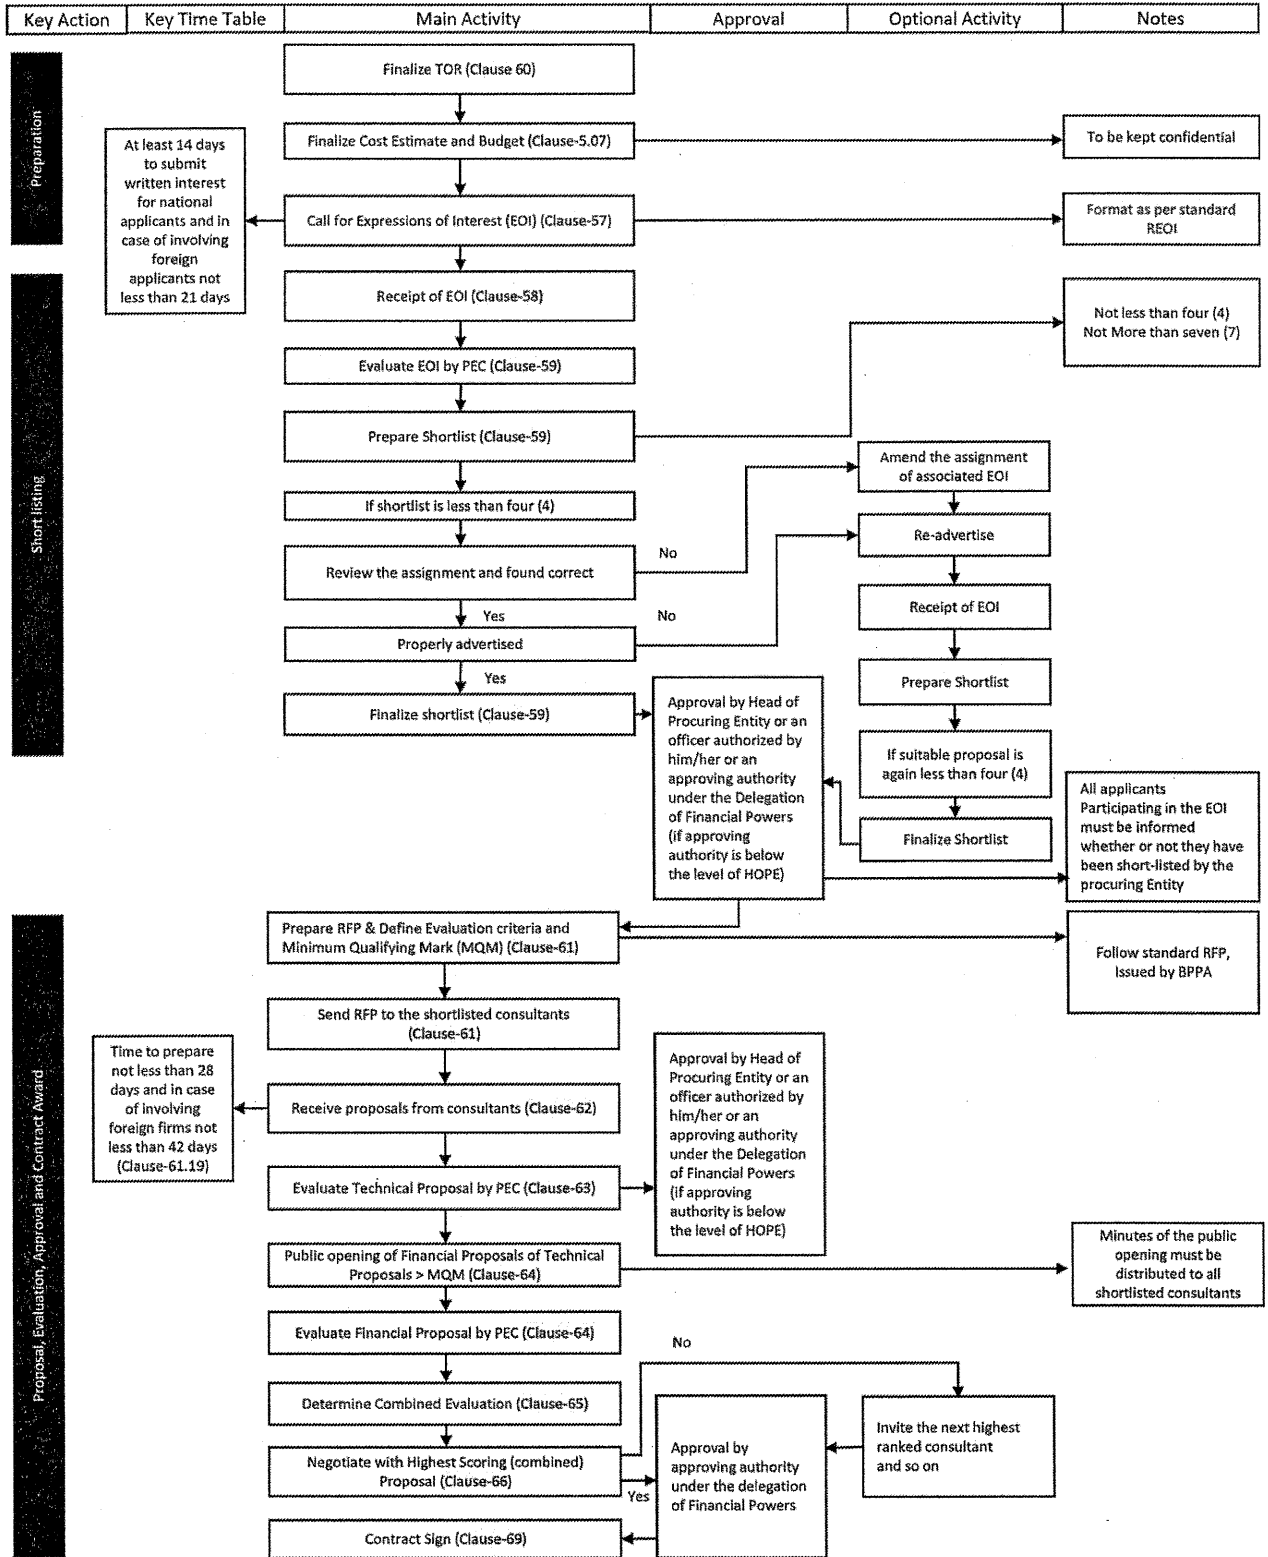 Key Action
Key Time Table
Main Activity
Approval
Optional Activity
Notes
Preparation
Finalize TOR (Clause 60)
Finalize Cost Estimate and Budget (Clause-5.07)
To be kept confidential
At least 14 days
to submit
written interest
for national
applicants and in
case of involving
foreign
applicants not
less than 21 days
Call for Expressions of Interest (EOI) (Clause-57)
Format as per standard
REOI
Short listing
Receipt of EOI (Clause-58)
Not less than four (4)
Not More than seven (7)
Evaluate EOI by PEC (Clause-59)
Prepare Shortlist (Clause-59)
Amend the assignment
of associated EOI
If shortlist is less than four (4)
Re-advertise
No
Review the assignment and found correct
Receipt of EOI
Yes
No
Properly advertised
Prepare Shortlist
Yes
Finalize shortlist (Clause-59)
Approval by Head of
Procuring Entity or an
officer authorized by
him/her or an
approving authority
under the Delegation
of Financial Powers
(if approving
authority is below
the level of HOPE)
If suitable proposal is
again less than four (4)
Finalize Shortlist
All applicants
Participating in the EOI
must be informed
whether or not they have
been short-listed by the
procuring Entity
Proposal, Evaluation, Approval and Contract Award
Prepare RFP & Define Evaluation criteria and
Minimum Qualifying Mark (MQM) (Clause-61)
Follow standard RFP,
Issued by BPPA
Send RFP to the shortlisted consultants
(Clause-61)
Time to prepare
not less than 28
days and in case
of involving
foreign firms not
less than 42 days
(Clause-61.19)
Receive proposals from consultants (Clause-62)
Approval by Head of
Procuring Entity or an
officer authorized by
him/her or an
approving authority
under the Delegation
of Financial Powers
(if approving
authority is below
the level of HOPE)
Evaluate Technical Proposal by PEC (Clause-63)
Public opening of Financial Proposals of Technical
Proposals > MQM (Clause-64)
Minutes of the public
opening must be
distributed to all
shortlisted consultants
Evaluate Financial Proposal by PEC (Clause-64)
No
Determine Combined Evaluation (Clause-65)
Invite the next highest
ranked consultant
and so on
Negotiate with Highest Scoring (combined)
Proposal (Clause-66)
Yes
Approval by
approving authority
under the delegation
of Financial Powers
Contract Sign (Clause-69)